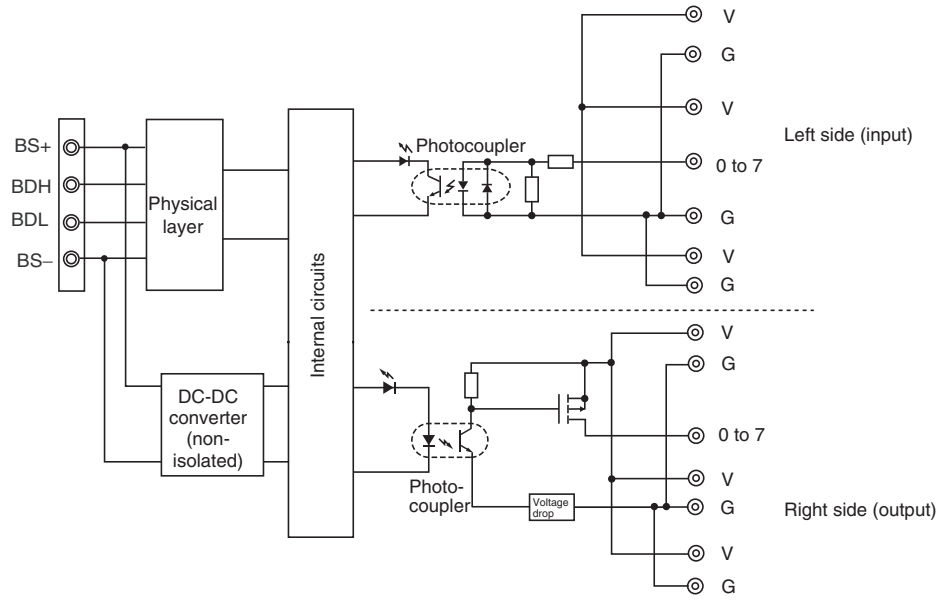 BS+
BDH
BDL
BS–
Physical
layer
DC-DC
converter
(non-
isolated)
Internal circuits
Photocoupler
V
G
V
0 to 7
G
V
G
Left side (input)
Photo-
coupler
Voltage
drop
V
G
0 to 7
V
G
V
G
Right side (output)